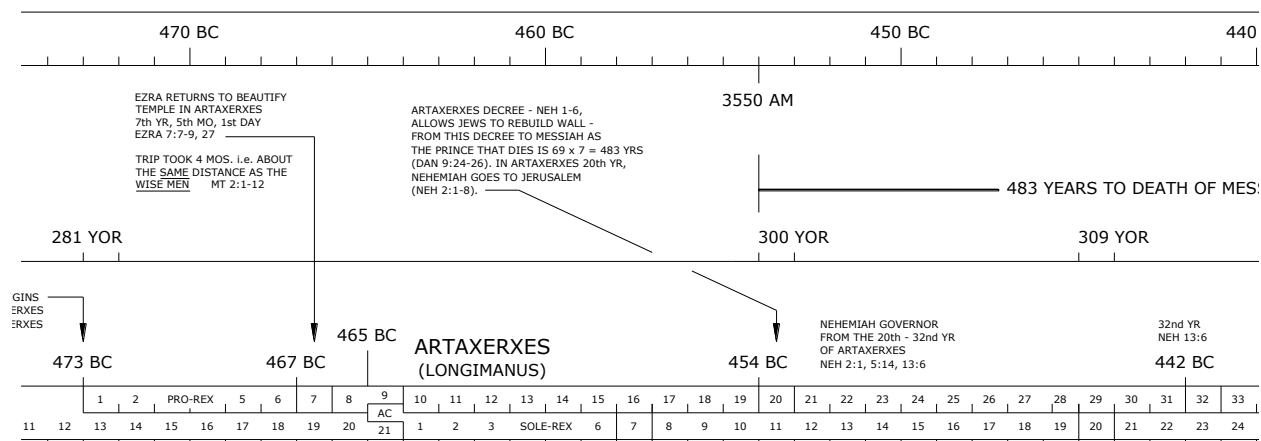 470 BC 460 BC 450 BC 440
EZRA RETURNS TO BEAUTIFY
TEMPLE IN ARTAXERXES
7th YR, 5th MO, 1st DAY
EZRA 7:7-9, 27
TRIP TOOK 4 MOS. i.e. ABOUT
THE SAME DISTANCE AS THE
WISE MEN MT 2:1-12
ARTAXERXES DECREE - NEH 1-6,
ALLOWS JEWS TO REBUILD WALL -
FROM THIS DECREE TO MESSIAH AS
THE PRINCE THAT DIES IS 69 x 7 = 483 YRS
(DAN 9:24-26). IN ARTAXERXES 20th YR,
NEHEMIAH GOES TO JERUSALEM
(NEH 2:1-8).
3550 AM
483 YEARS TO DEATH OF MESS
281 YOR 300 YOR 309 YOR
GINS
ERXES
ERXES
473 BC 467 BC 465 BC
ARTAXERXES
(LONGIMANUS)
454 BC
NEHEMIAH GOVERNOR
FROM THE 20th - 32nd YR
OF ARTAXERXES
NEH 2:1, 5:14, 13:6
32nd YR
NEH 13:6
442 BC
1 2 PRO-REX 5 6 7 8 9 10 11 12 13 14 15 16 17 18 19 20 21 22 23 24 25 26 27 28 29 30 31 32 33
AC
11 12 13 14 15 16 17 18 19 20 21 1 2 3 SOLE-REX 6 7 8 9 10 11 12 13 14 15 16 17 18 19 20 21 22 23 24